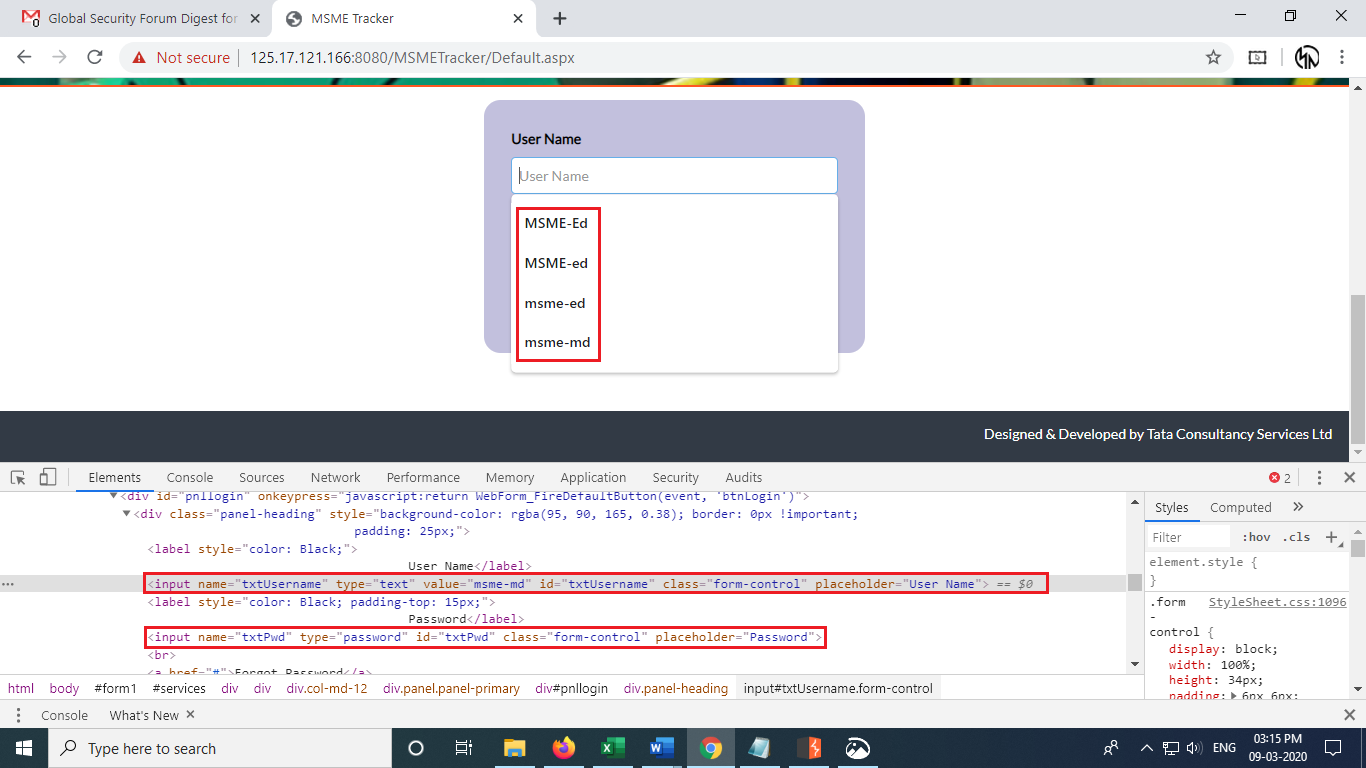 Global Security Forum Digest for
MSME Tracker
Not secure
125.17.121.166:8080/MSMETracker/Default.aspx
User Name
User Name
MSME-Ed
MSME-ed
msme-ed
msme-md
Designed & Developed by Tata Consultancy Services Ltd
Elements Console Sources Network Performance Memory Application Security Audits 2
<div id="pnllogin" onkeypress="javascript:return WebForm_FireDefaultButton(event, 'btnLogin')">
<div class="panel-heading" style="background-color: rgba(95, 90, 165, 0.38); border: 0px !important;
padding: 25px;">
<label style="color: Black;">
User Name</label>
<input name="txtUsername" type="text" value="msme-md" id="txtUsername" class="form-control" placeholder="User Name"> == $0
<label style="color: Black; padding-top: 15px;">
Password</label>
<input name="txtPwd" type="password" id="txtPwd" class="form-control" placeholder="Password">
<br>
<a href="#">Forgot Password</a>
Styles Computed »
Filter :hov .cls +
element.style {
}
.form StyleSheet.css:1096
-
control {
display: block;
width: 100%;
height: 34px;
padding: 6px 6px;
html body #form1 #services div div div.col-md-12 div.panel.panel-primary div#pnllogin div.panel-heading input#txtUsername.form-control
Console What's New
Type here to search
ENG
03:15 PM
09-03-2020